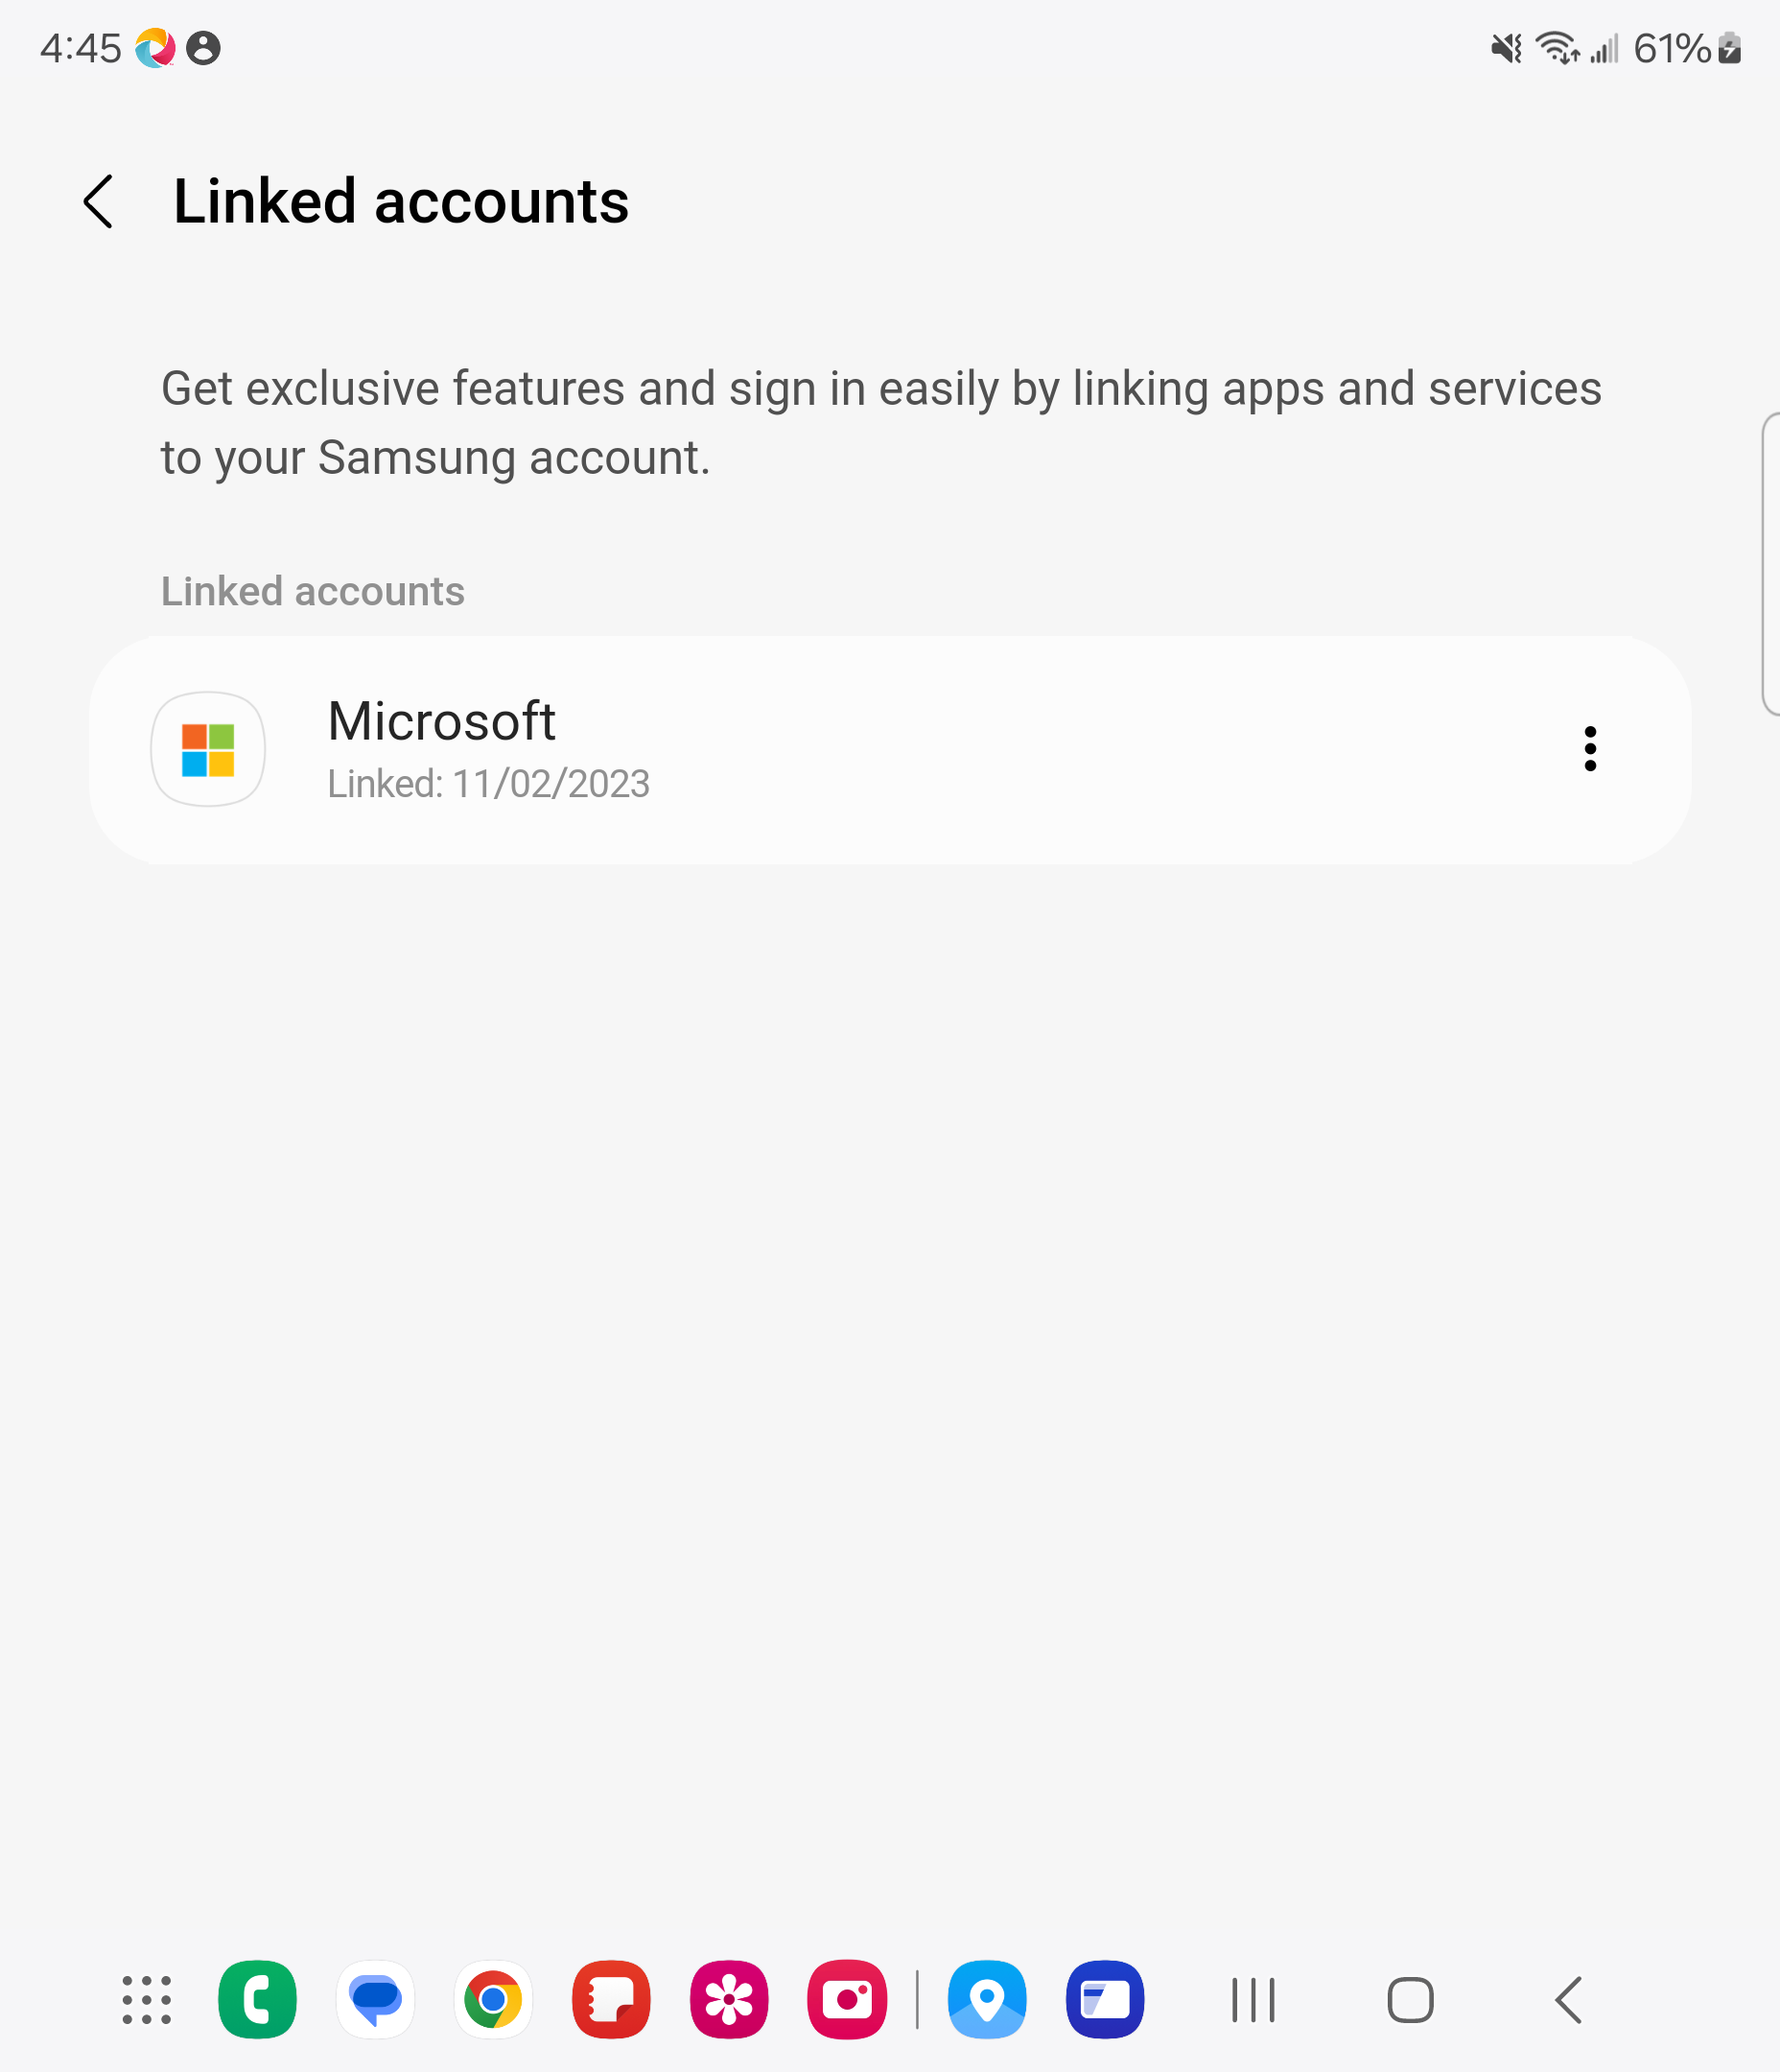 4:45
61%
Linked accounts
Get exclusive features and sign in easily by linking apps and services
to your Samsung account.
Linked accounts
Microsoft
Linked: 11/02/2023